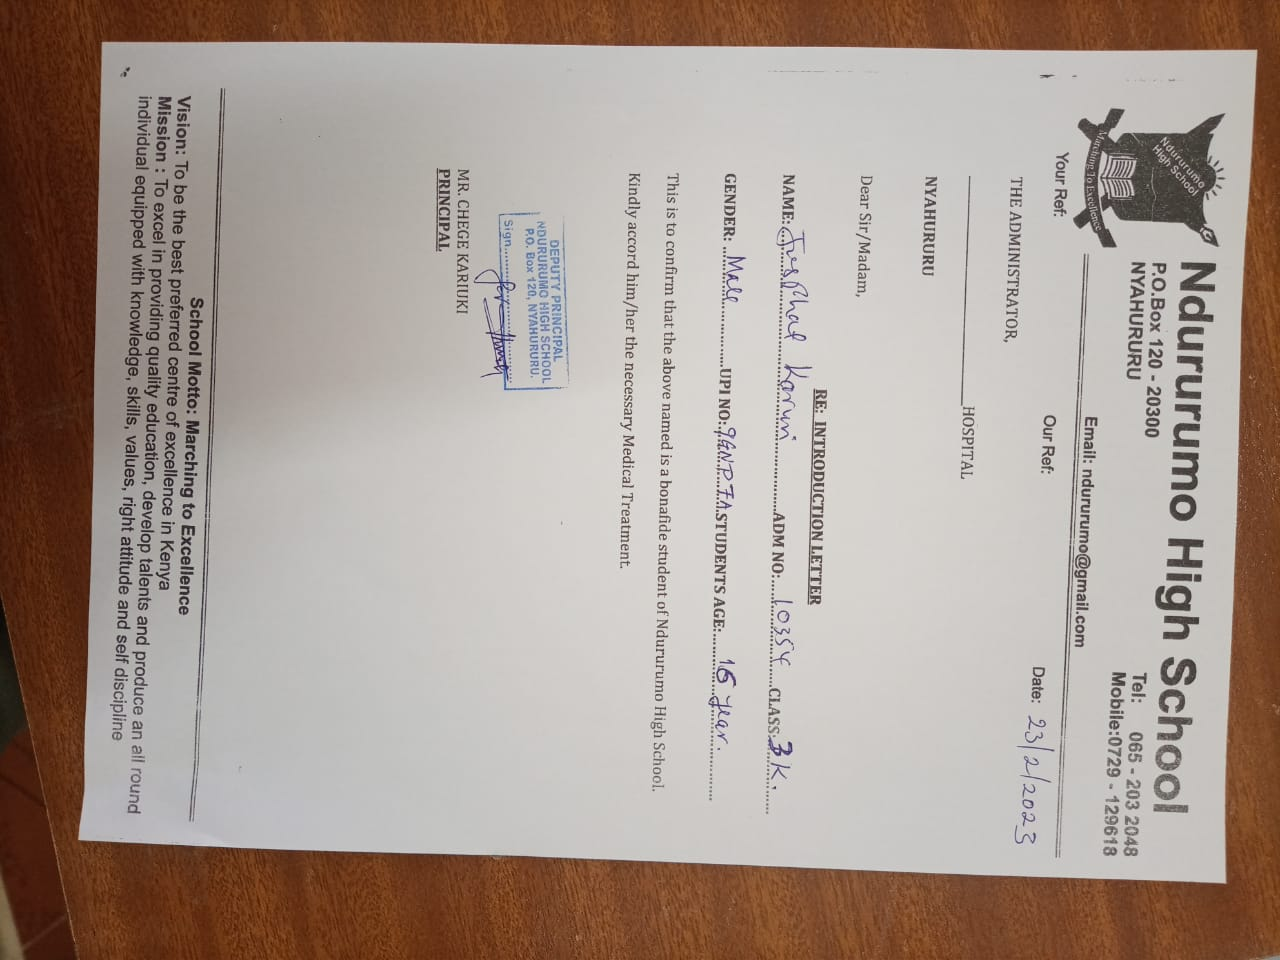 Ndururumo High School
P.O.Box 120 - 20300
NYAHURURU
Tel: 065 - 203 2048
Mobile:0729 - 129618
Email: ndururumo@gmail.com
Ndururumo
High School
Marching To Excellence
Your Ref:
Our Ref:
Date: 23/2/2023
THE ADMINISTRATOR,
HOSPITAL
NYAHURURU
Dear Sir/Madam,
RE: INTRODUCTION LETTER
NAME: ADM NO: 10354 CLASS: 3K.
GENDER: Male UPI NO: STUDENTS AGE: 16 year.
This is to confirm that the above named is a bonafide student of Ndururumo High School.
Kindly accord him/her the necessary Medical Treatment.
DEPUTY PRINCIPAL
NDURURUMO HIGH SCHOOL
P.O. Box 120, NYAHURURU.
Sign
MR. CHEGE KARIUKI
PRINCIPAL
School Motto: Marching to Excellence
Vision: To be the best preferred centre of excellence in Kenya
Mission : To excel in providing quality education, develop talents and produce an all round
individual equipped with knowledge, skills, values, right attitude and self discipline